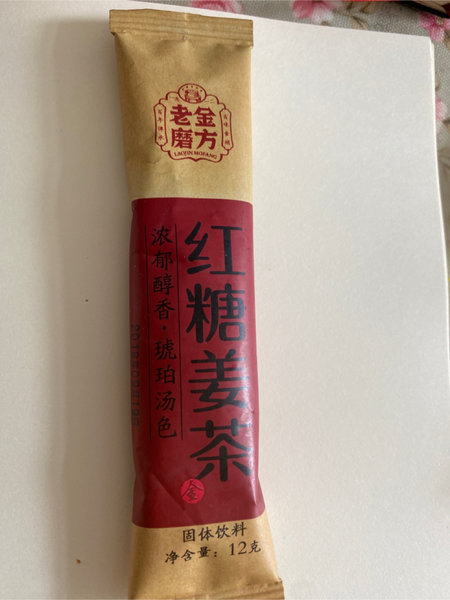 老金
磨方
LAOJIN MOFANG
红糖姜茶
浓郁醇香·琥珀汤色
固体饮料
净含量：12克